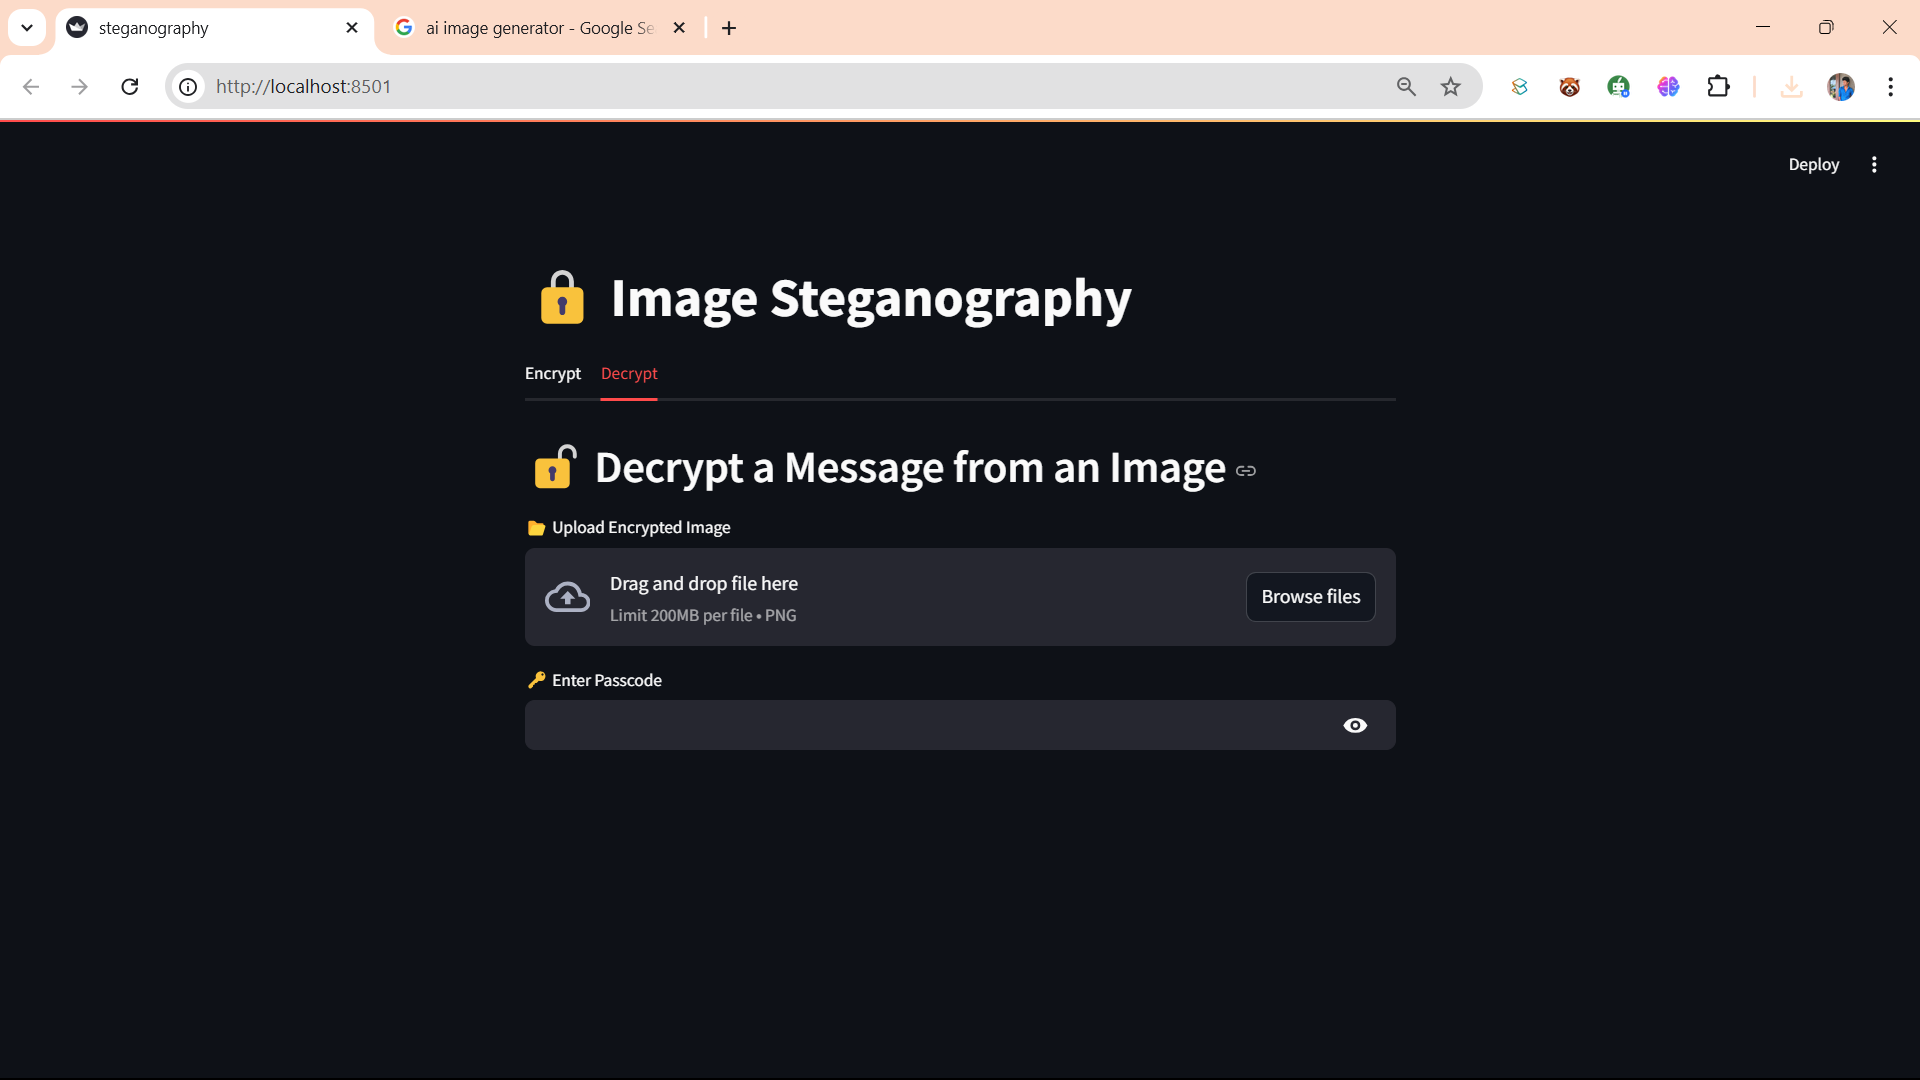 steganography
ai image generator - Google Se
http://localhost:8501
Deploy
Image Steganography
Encrypt
Decrypt
Decrypt a Message from an Image
Upload Encrypted Image
Drag and drop file here
Limit 200MB per file • PNG
Browse files
Enter Passcode